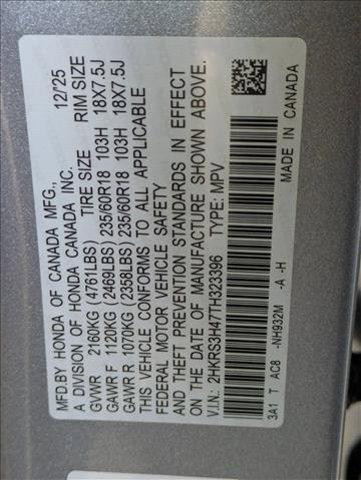 MFD.BY HONDA OF CANADA MFG., 12/'25
A DIVISION OF HONDA CANADA INC.
TIRE SIZE RIM SIZE
GVWR 2160KG (4761LBS)
GAWR F 1120KG (2469LBS) 235/60R18 103H 18X7.5J
GAWR R 1070KG (2358LBS) 235/60R18 103H 18X7.5J
THIS VEHICLE CONFORMS TO ALL APPLICABLE
FEDERAL MOTOR VEHICLE SAFETY
AND THEFT PREVENTION STANDARDS IN EFFECT
ON THE DATE OF MANUFACTURE SHOWN ABOVE.
V.I.N.: 2HKRS3H47TH323396 TYPE: MPV
3A1 T AC8 -NH932M -A -H MADE IN CANADA